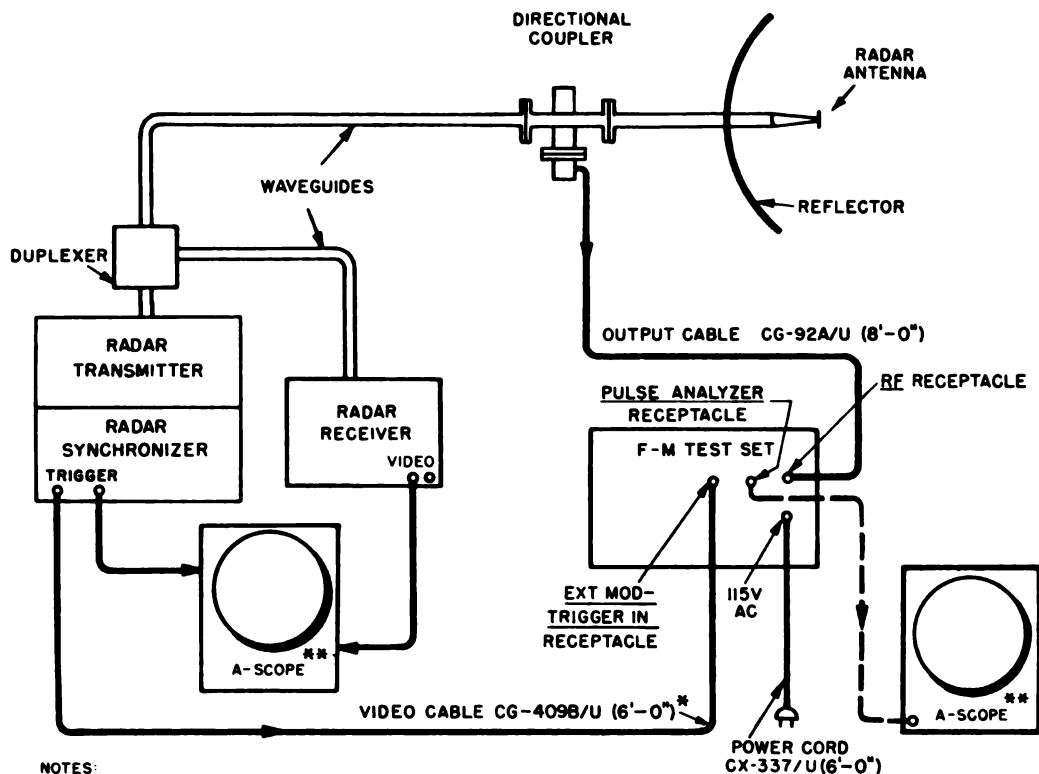 DIRECTIONAL
COUPLER
RADAR
ANTENNA
WAVEGUIDES
REFLECTOR
DUPLEXER
OUTPUT CABLE CG-92A/U (8'-0")
RADAR
TRANSMITTER
RADAR
SYNCHRONIZER
TRIGGER
RADAR
RECEIVER
VIDEO
PULSE ANALYZER
RECEPTACLE
RF RECEPTACLE
F-M TEST SET
EXT MOD-
TRIGGER IN
RECEPTACLE
115V
AC
A-SCOPE **
A-SCOPE **
VIDEO CABLE CG-409B/U (6'-0")*
POWER CORD
CX-337/U (6'-0")
NOTES: